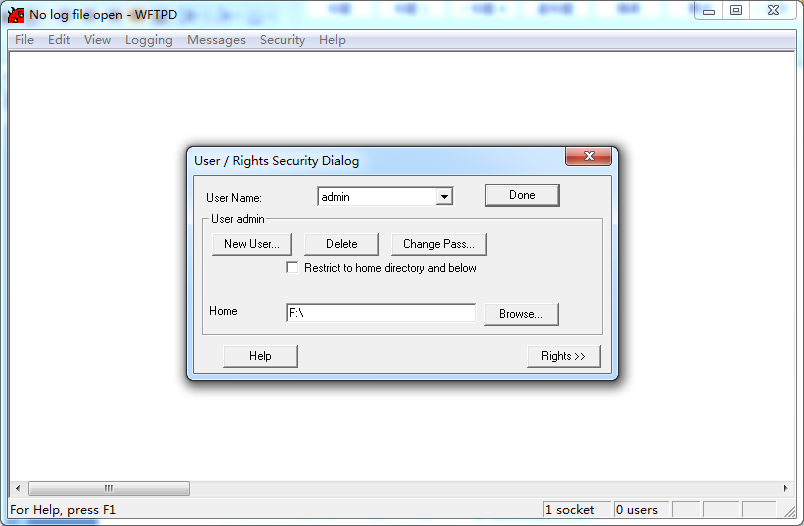 No log file open - WFTPD
File Edit View Logging Messages Security Help
User / Rights Security Dialog
User Name: admin Done
User admin
New User... Delete Change Pass...
Restrict to home directory and below
Home F:\ Browse...
Help Rights >>
For Help, press F1 1 socket 0 users